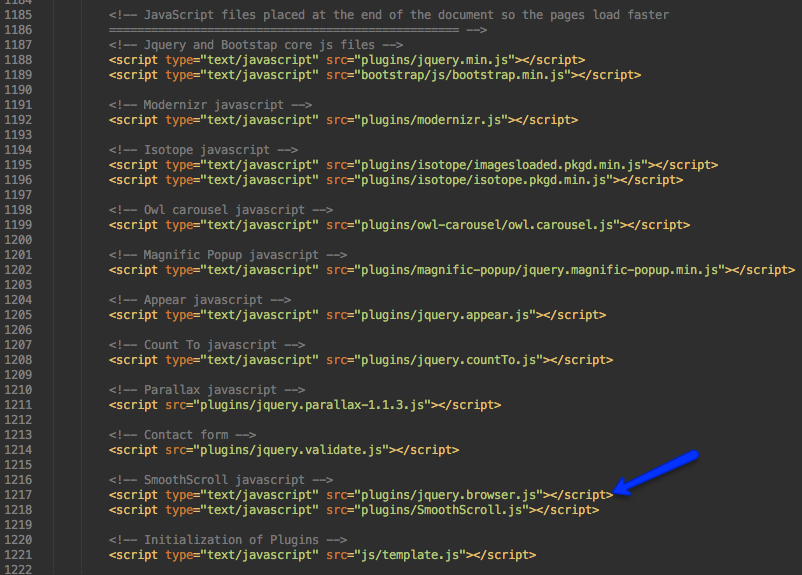 1184
1185 <!-- JavaScript files placed at the end of the document so the pages load faster
1186 ================================================== -->
1187 <!-- Jquery and Bootstap core js files -->
1188 <script type="text/javascript" src="plugins/jquery.min.js"></script>
1189 <script type="text/javascript" src="bootstrap/js/bootstrap.min.js"></script>
1190
1191 <!-- Modernizr javascript -->
1192 <script type="text/javascript" src="plugins/modernizr.js"></script>
1193
1194 <!-- Isotope javascript -->
1195 <script type="text/javascript" src="plugins/isotope/imagesloaded.pkgd.min.js"></script>
1196 <script type="text/javascript" src="plugins/isotope/isotope.pkgd.min.js"></script>
1197
1198 <!-- Owl carousel javascript -->
1199 <script type="text/javascript" src="plugins/owl-carousel/owl.carousel.js"></script>
1200
1201 <!-- Magnific Popup javascript -->
1202 <script type="text/javascript" src="plugins/magnific-popup/jquery.magnific-popup.min.js"></script>
1203
1204 <!-- Appear javascript -->
1205 <script type="text/javascript" src="plugins/jquery.appear.js"></script>
1206
1207 <!-- Count To javascript -->
1208 <script type="text/javascript" src="plugins/jquery.countTo.js"></script>
1209
1210 <!-- Parallax javascript -->
1211 <script src="plugins/jquery.parallax-1.1.3.js"></script>
1212
1213 <!-- Contact form -->
1214 <script src="plugins/jquery.validate.js"></script>
1215
1216 <!-- SmoothScroll javascript -->
1217 <script type="text/javascript" src="plugins/jquery.browser.js"></script>
1218 <script type="text/javascript" src="plugins/SmoothScroll.js"></script>
1219
1220 <!-- Initialization of Plugins -->
1221 <script type="text/javascript" src="js/template.js"></script>
1222